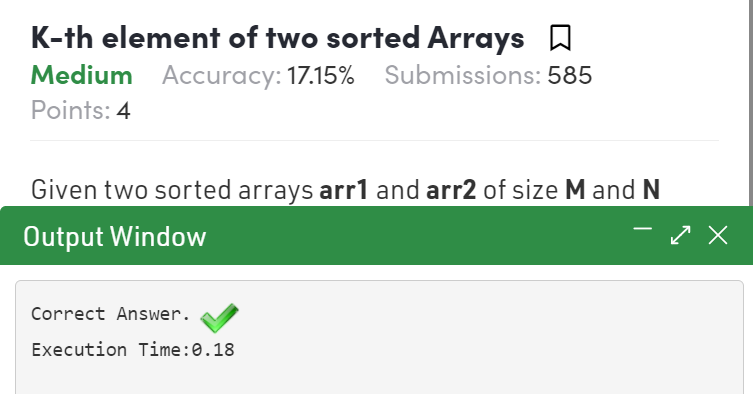 K-th element of two sorted Arrays
Medium Accuracy: 17.15% Submissions: 585
Points: 4
Given two sorted arrays arr1 and arr2 of size M and N
Output Window
Correct Answer.
Execution Time:0.18